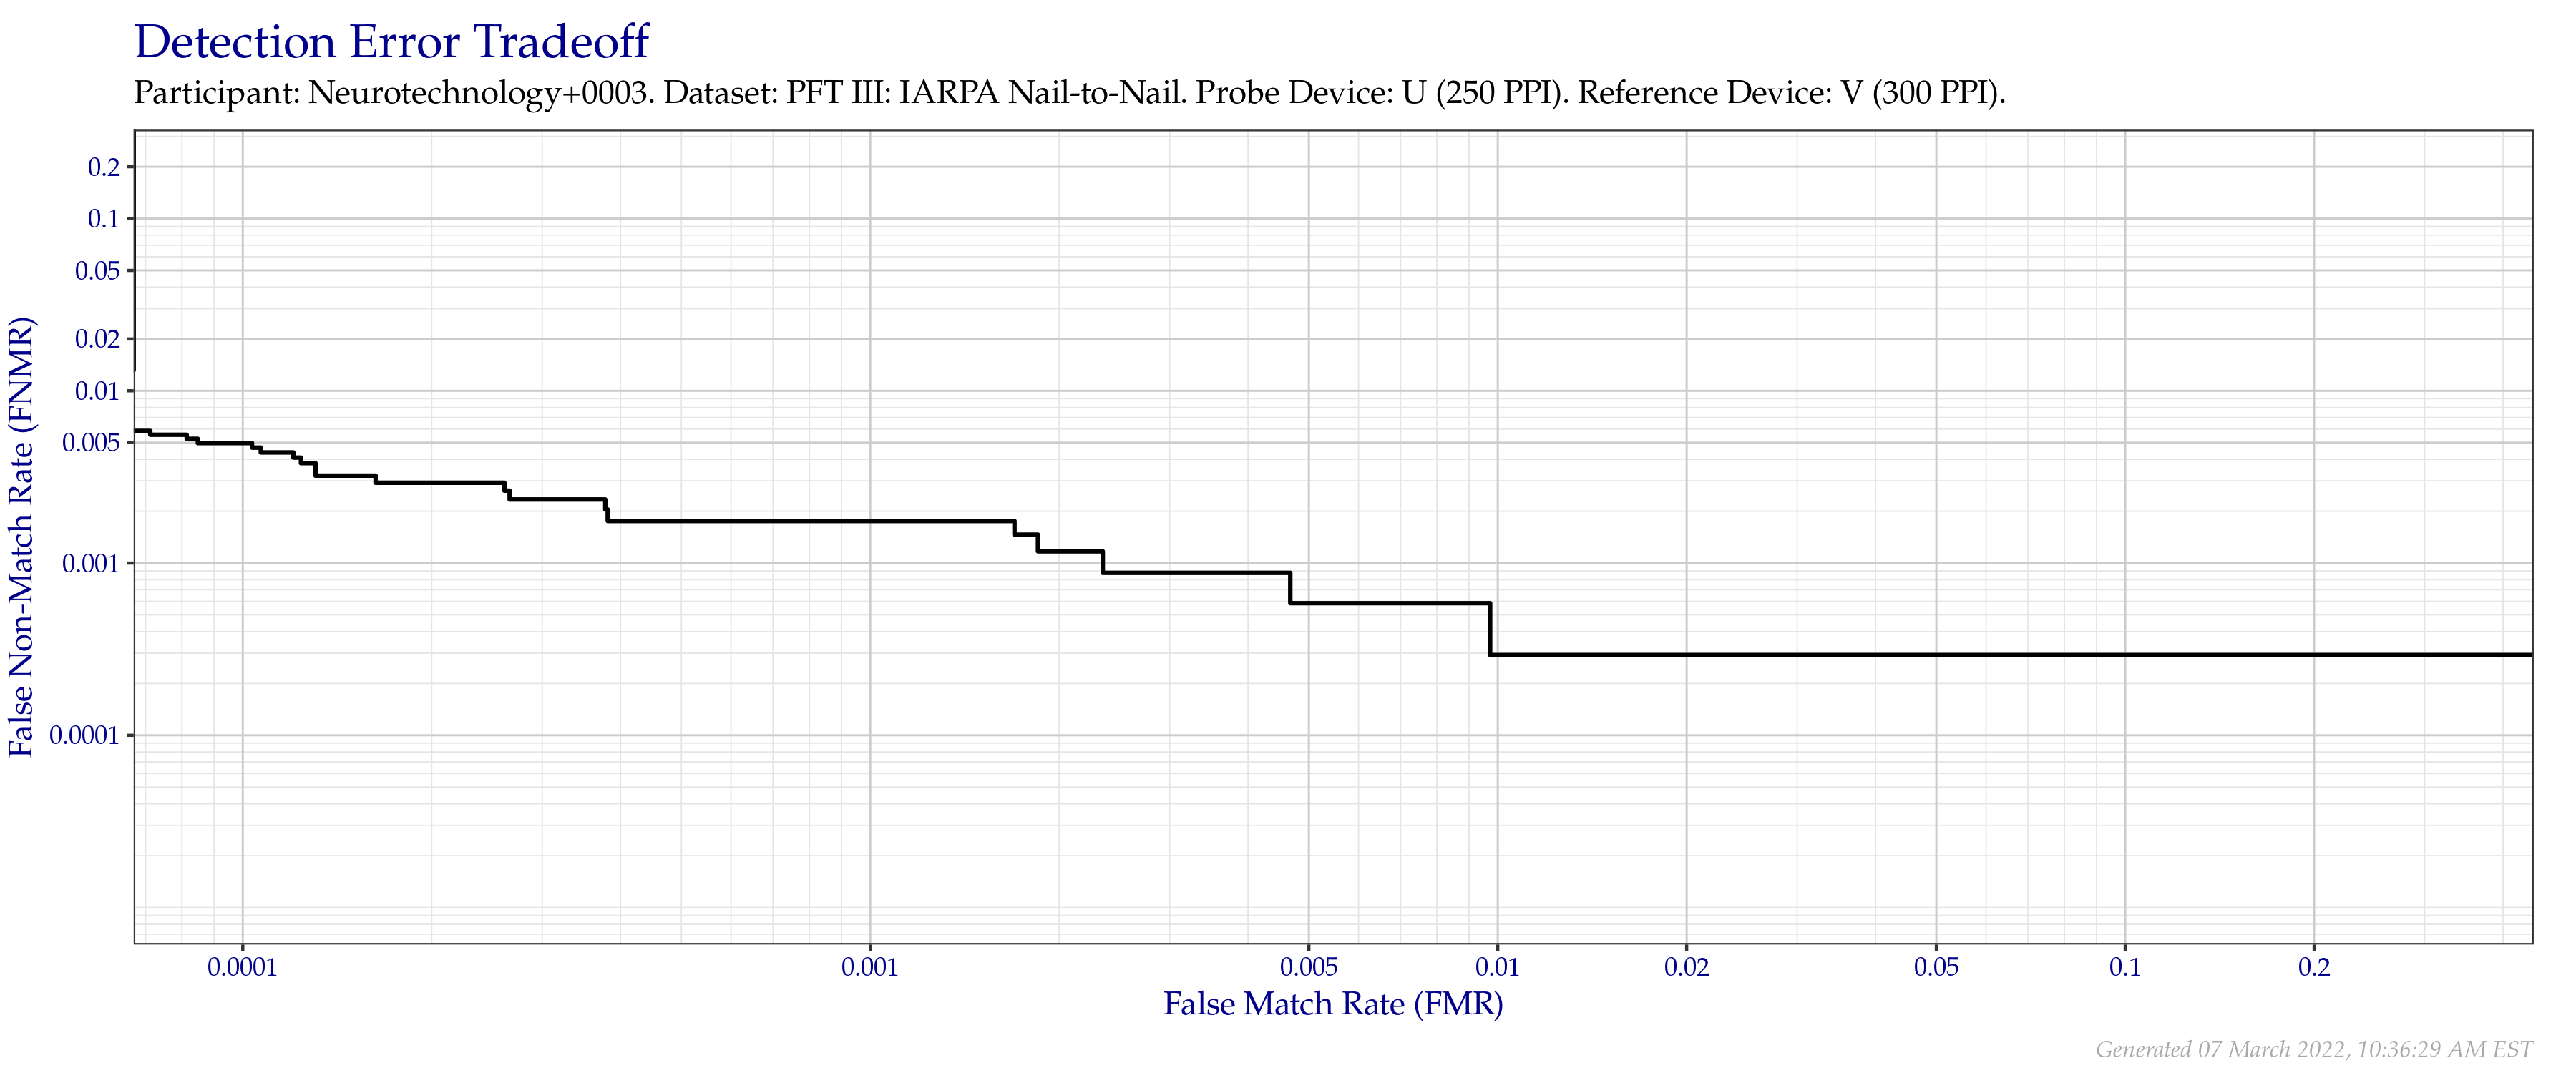 Detection Error Tradeoff
Participant: Neurotechnology+0003. Dataset: PFT III: IARPA Nail-to-Nail. Probe Device: U (250 PPI). Reference Device: V (300 PPI).
False Non-Match Rate (FNMR)
0.2
0.1
0.05
0.02
0.01
0.005
0.001
0.0001
0.0001 0.001 0.005 0.01 0.02 0.05 0.1 0.2
False Match Rate (FMR)
Generated 07 March 2022, 10:36:29 AM EST